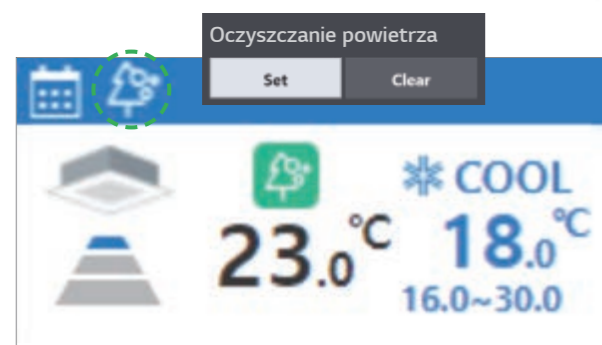 Oczyszczanie powietrza
Set Clear
COOL
23.0°C 18.0°C
16.0~30.0